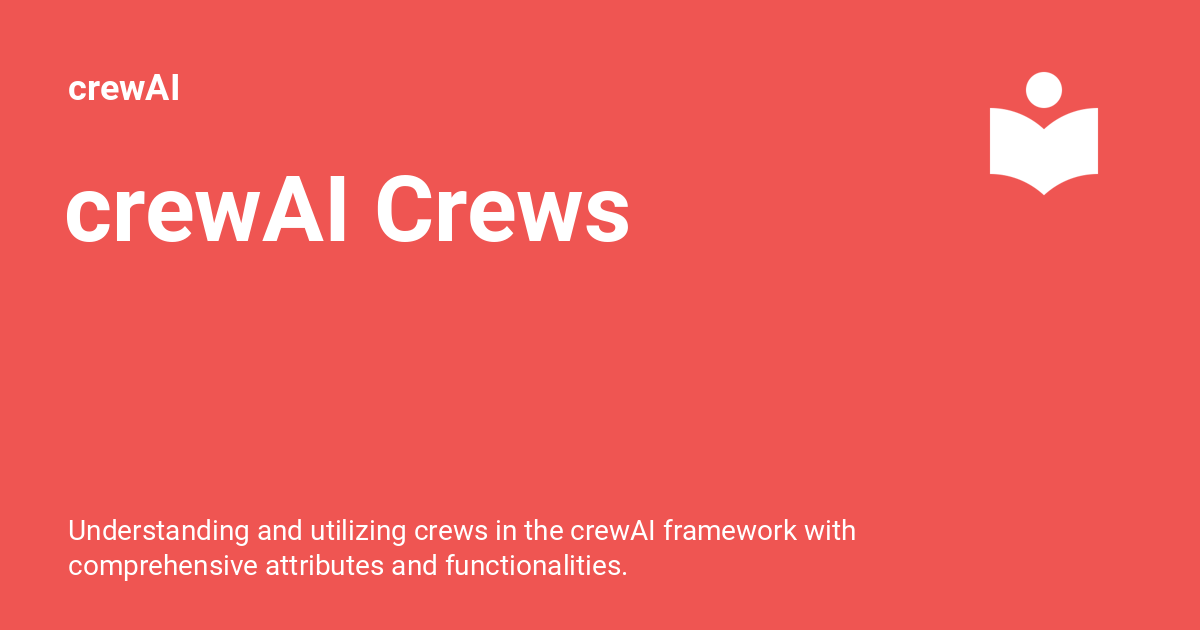 crewAI
crewAI Crews
Understanding and utilizing crews in the crewAI framework with
comprehensive attributes and functionalities.